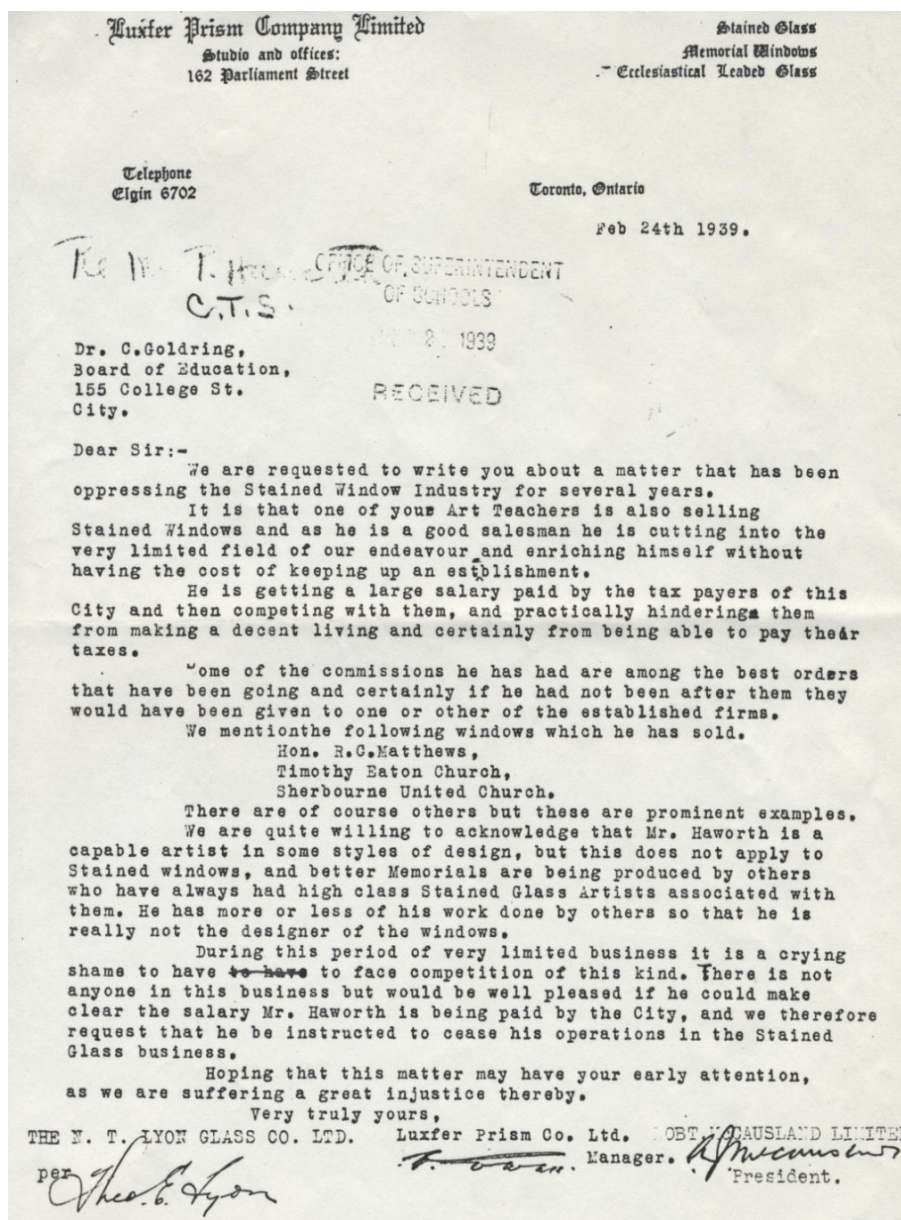 Luxfer Prism Company Limited
Studio and offices:
162 Parliament Street
Stained Glass
Memorial Windows
Ecclesiastical Leaded Glass
Telephone
Elgin 6702
Toronto, Ontario
Feb 24th 1939.
T.
C.T.S.
OFFICE OF SUPERINTENDENT
OF SCHOOLS
1939
RECEIVED
Dr. C.Goldring,
Board of Education,
155 College St.
City.
Dear Sir:-
We are requested to write you about a matter that has been
oppressing the Stained Window Industry for several years.
It is that one of your Art Teachers is also selling
Stained Windows and as he is a good salesman he is cutting into the
very limited field of our endeavour and enriching himself without
having the cost of keeping up an establishment.
He is getting a large salary paid by the tax payers of this
City and then competing with them, and practically hindering them
from making a decent living and certainly from being able to pay their
taxes.
Some of the commissions he has had are among the best orders
that have been going and certainly if he had not been after them they
would have been given to one or other of the established firms.
We mentionthe following windows which he has sold.
Hon. R.C.Matthews,
Timothy Eaton Church,
Sherbourne United Church.
There are of course others but these are prominent examples.
We are quite willing to acknowledge that Mr. Haworth is a
capable artist in some styles of design, but this does not apply to
Stained windows, and better Memorials are being produced by others
who have always had high class Stained Glass Artists associated with
them. He has more or less of his work done by others so that he is
really not the designer of the windows.
During this period of very limited business it is a crying
shame to have to have to face competition of this kind. There is not
anyone in this business but would be well pleased if he could make
clear the salary Mr. Haworth is being paid by the City, and we therefore
request that he be instructed to cease his operations in the Stained
Glass business.
Hoping that this matter may have your early attention,
as we are suffering a great injustice thereby.
Very truly yours,
THE N. T. LYON GLASS CO. LTD. Luxfer Prism Co. Ltd. ROBT MCCAUSLAND LIMITE
Manager.
per Theo. E. Lyon
President.